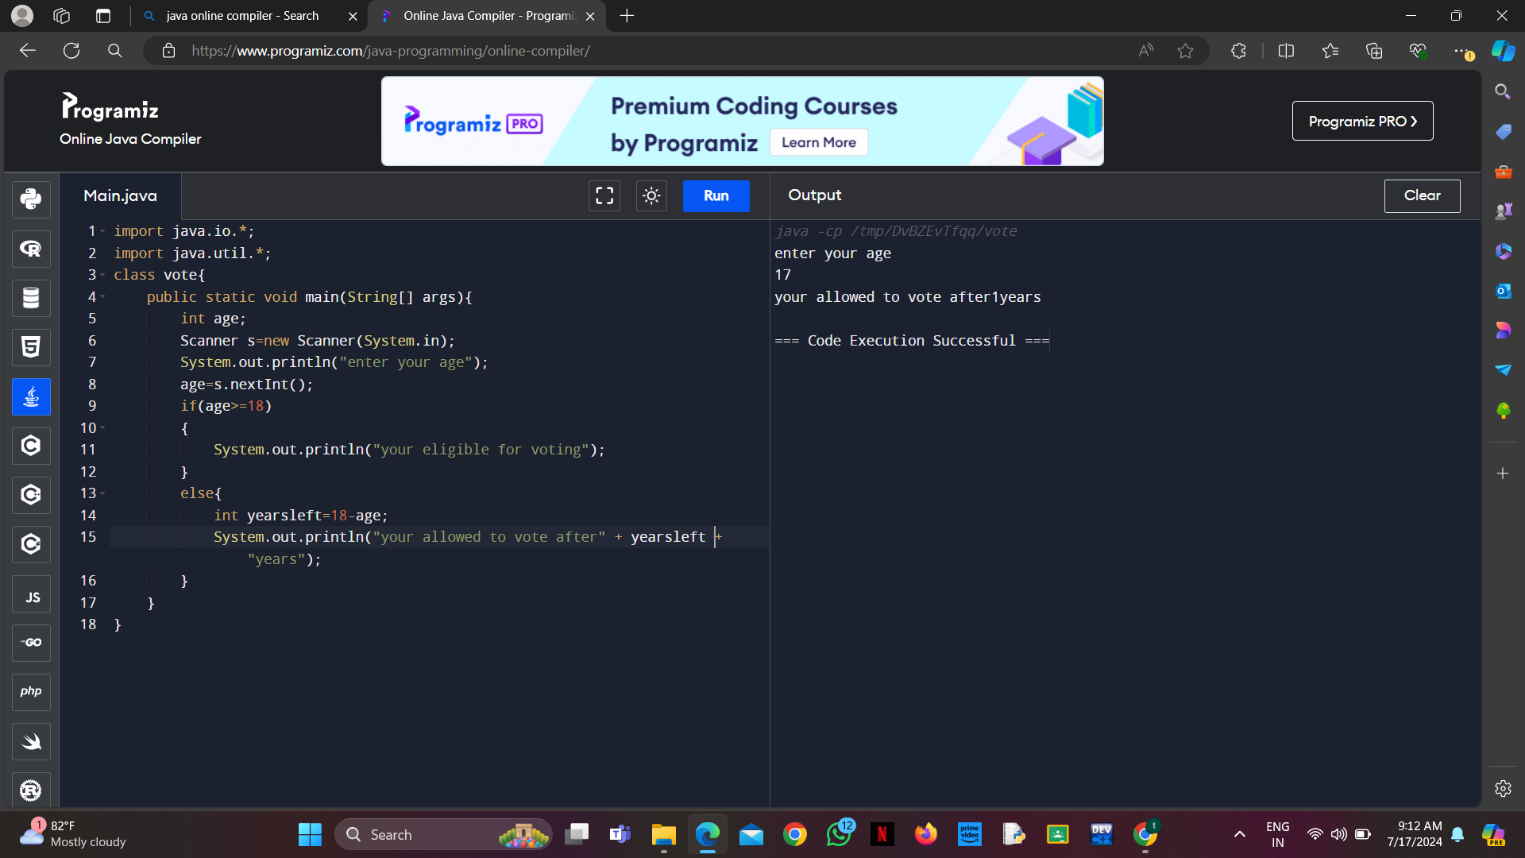 java online compiler - Search
Online Java Compiler - Programi
https://www.programiz.com/java-programming/online-compiler/
Programiz
Online Java Compiler
Programiz PRO
Premium Coding Courses
by Programiz
Learn More
Programiz PRO
Main.java
Run
Output
Clear
1 import java.io.*;
2 import java.util.*;
3 class vote{
4 public static void main(String[] args){
5 int age;
6 Scanner s=new Scanner(System.in);
7 System.out.println("enter your age");
8 age=s.nextInt();
9 if(age>=18)
10 {
11 System.out.println("your eligible for voting");
12 }
13 else{
14 int yearsleft=18-age;
15 System.out.println("your allowed to vote after" + yearsleft +
"years");
16 }
17 }
18 }
java -cp /tmp/DvBZEvTfqq/vote
enter your age
17
your allowed to vote after1years
=== Code Execution Successful ===
JS
GO
php
1
82°F
Mostly cloudy
Search
12
prime video
DEV
t
ENG
IN
9:12 AM
7/17/2024
PRE